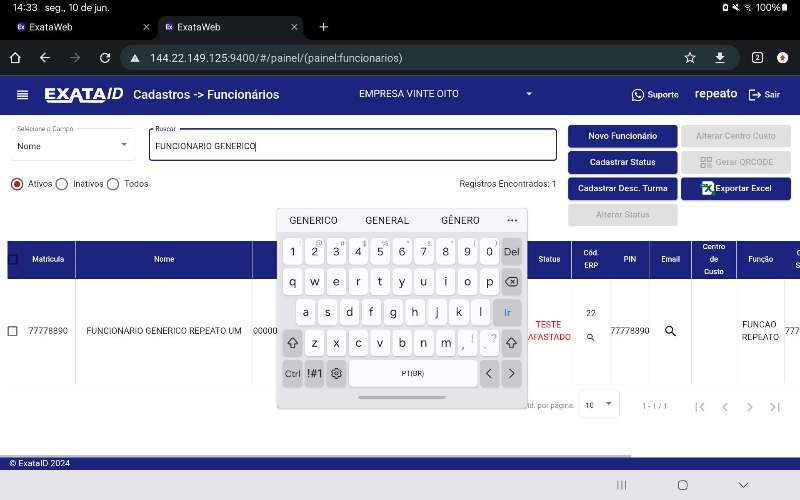 14:33 seg., 10 de jun. 100%
ExataWeb ExataWeb
144.22.149.125:9400/#/painel/(painel:funcionarios) 2
EXATAID Cadastros -> Funcionários EMPRESA VINTE OITO Suporte repeato Sair
Selecione o Campo
Nome
Buscar
FUNCIONARIO GENERICO
Novo Funcionário Alterar Centro Custo
Cadastrar Status Gerar QRCODE
Cadastrar Desc. Turma Exportar Excel
Alterar Status
Ativos Inativos Todos Registros Encontrados: 1
GENERICO GENERAL GÊNERO ...
1 2 3 4 5 6 7 8 9 0 Del
q w e r t y u i o p
a s d f g h j k l Ir
z x c v b n m , ! . ?
Ctrl !#1 PT(BR) < >
Matricula Nome Status Cód. ERP PIN Email Centro de Custo Função
77778890 FUNCIONARIO GENERICO REPEATO UM 00000 TESTE AFASTADO 22 77778890 FUNCAO REPEATO 777
td. por página: 10 1 - 1 / 1
© ExataID 2024